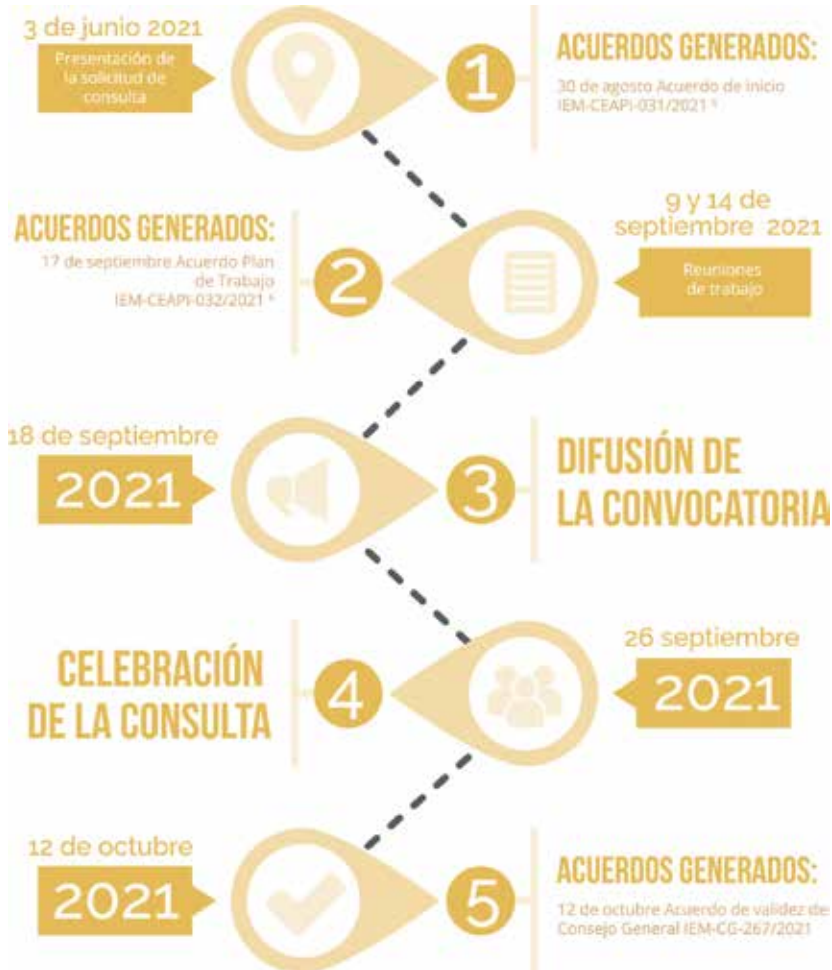 3 de junio 2021
Presentación de
la solicitud de
consulta
1
ACUERDOS GENERADOS:
30 de agosto Acuerdo de inicio
IEM-CEAPI-031/2021 ⁵
ACUERDOS GENERADOS:
17 de septiembre Acuerdo Plan
de Trabajo
IEM-CEAPI-032/2021 ⁶
2
9 y 14 de
septiembre 2021
Reuniones
de trabajo
18 de septiembre
2021
3
DIFUSIÓN DE
LA CONVOCATORIA
CELEBRACIÓN
DE LA CONSULTA
4
26 septiembre
2021
12 de octubre
2021
5
ACUERDOS GENERADOS:
12 de octubre Acuerdo de validez de
Consejo General IEM-CG-267/2021